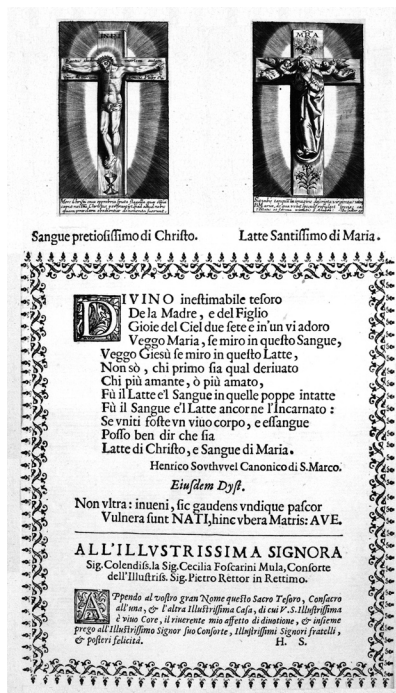 INRI
MRA
Sangue pretiosissimo di Christo.
Latte Santissimo di Maria.
DIVINO inestimabile tesoro
De la Madre, e del Figlio
Gioie del Ciel due sete e in'un vi adoro
Veggo Maria, se miro in questo Sangue,
Veggo Giesù se miro in questo Latte,
Non sò, chi primo sia qual deriuato
Chi più amante, ò più amato,
Fù il Latte e'l Sangue in quelle poppe intatte
Fù il Sangue e'l Latte ancor ne l'Incarnato:
Se vniti foste vn viuo corpo, e essangue
Posso ben dir che sia
Latte di Christo, e Sangue di Maria.
Henrico Southvvel Canonico di S. Marco.
Eiusdem Dyst.
Non vltra: inueni, sic gaudens vndique pascor
Vulnera sunt NATI, hinc vbera Matris: AVE.
ALL'ILLVSTRISSIMA SIGNORA
Sig. Colendiss. la Sig. Cecilia Foscarini Mula, Consorte
dell'Illustriss. Sig. Pietro Rettor in Rettimo.
APpendo al vostro gran Nome questo Sacro Tesoro, Consacro
all'una, & l'altra Illustrissima Casa, di cui V. S. Illustrissima
è viuo Core, il riuerente mio affetto di diuotione, & insieme
prego all'Illustrissimo Signor suo Consorte, Illustrissimi Signori fratelli,
& posteri felicità. H. S.